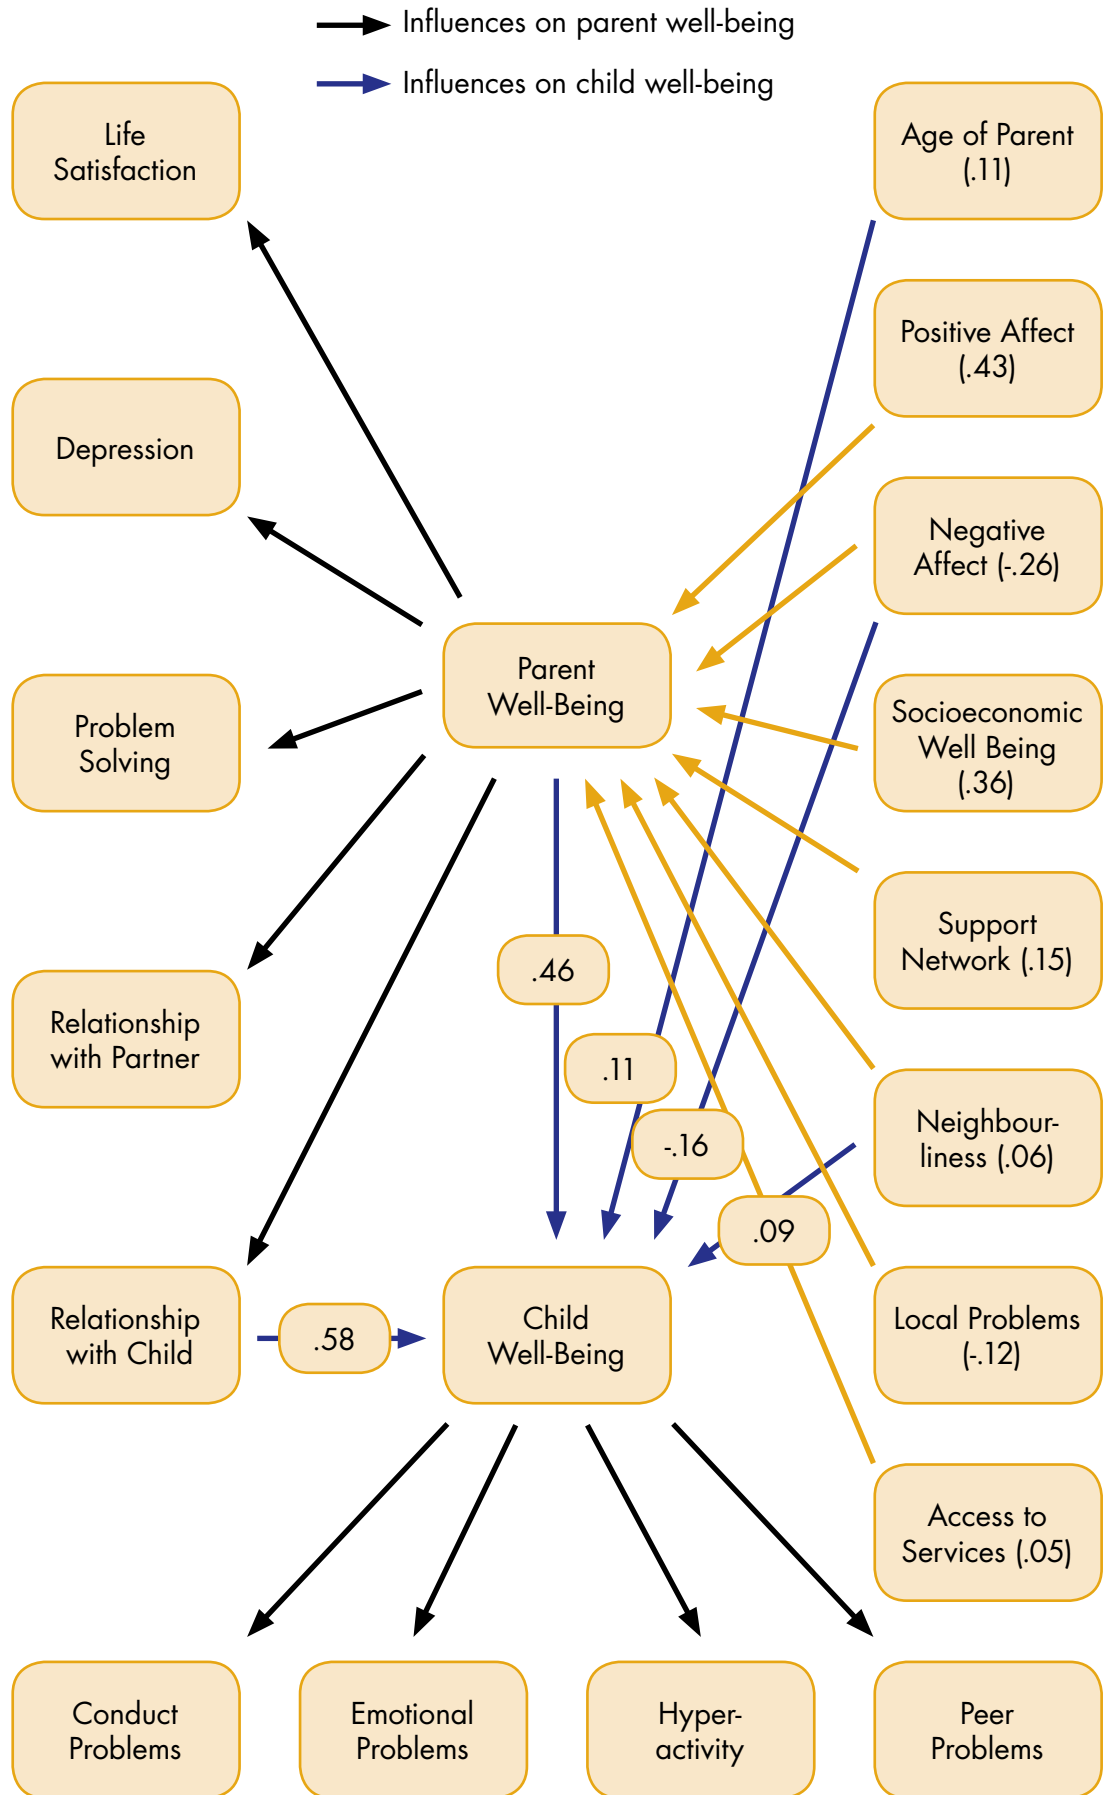 Influences on parent well-being
Influences on child well-being
Life
Satisfaction
Age of Parent
(.11)
Positive Affect
(.43)
Depression
Negative
Affect (-.26)
Parent
Well-Being
Problem
Solving
Socioeconomic
Well Being
(.36)
Support
Network (.15)
.46
Relationship
with Partner
.11
-.16
Neighbour-
liness (.06)
.09
Relationship
with Child
.58
Child
Well-Being
Local Problems
(-.12)
Access to
Services (.05)
Conduct
Problems
Emotional
Problems
Hyper-
activity
Peer
Problems